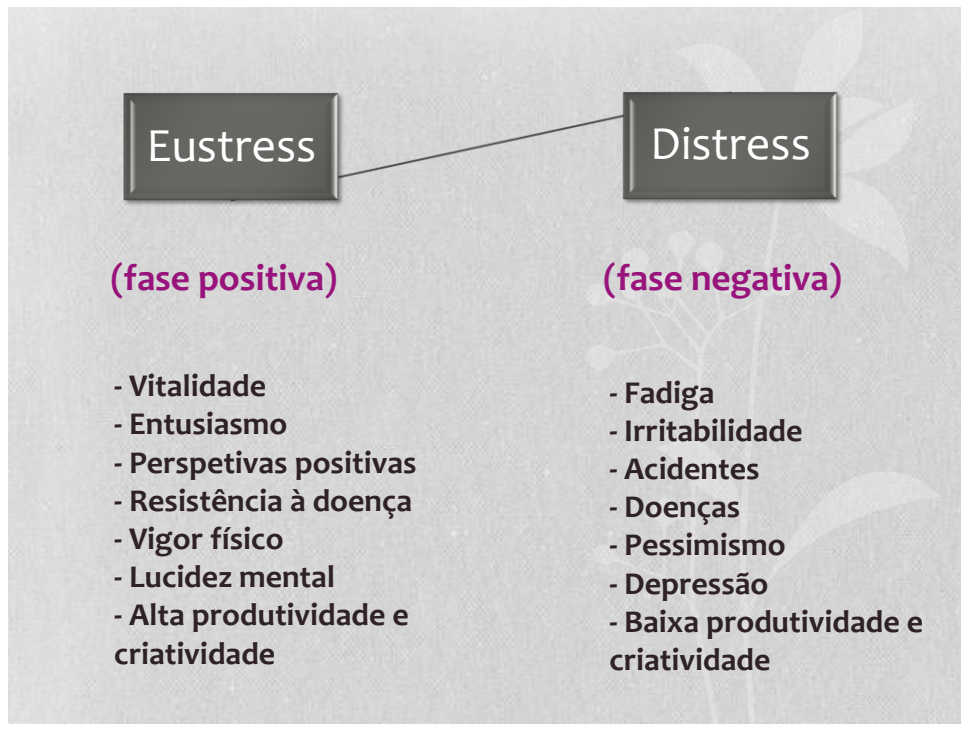 Eustress
(fase positiva)
- Vitalidade
- Entusiasmo
- Perspetivas positivas
- Resistência à doença
- Vigor físico
- Lucidez mental
- Alta produtividade e
criatividade
Distress
(fase negativa)
- Fadiga
- Irritabilidade
- Acidentes
- Doenças
- Pessimismo
- Depressão
- Baixa produtividade e
criatividade